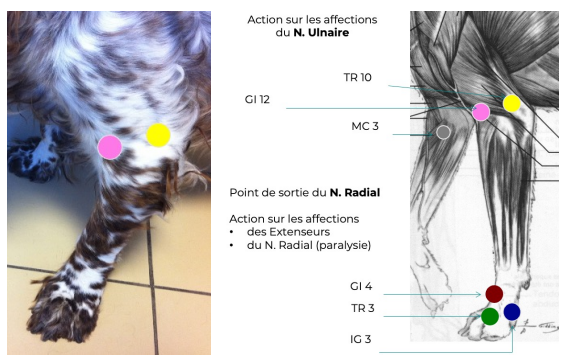 Action sur les affections
du N. Ulnaire
TR 10
GI 12
MC 3
Point de sortie du N. Radial
Action sur les affections
• des Extenseurs
• du N. Radial (paralysie)
GI 4
TR 3
IG 3